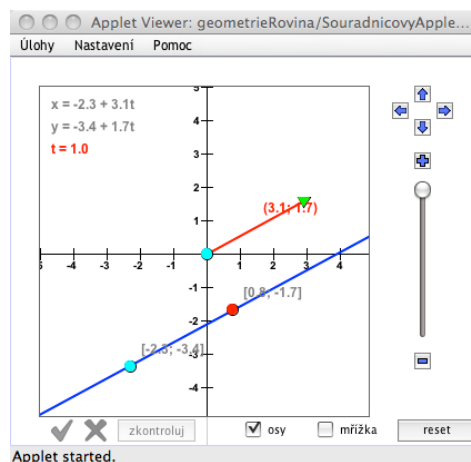 Applet Viewer: geometrieRovina/SouradnicovyApple...
Úlohy Nastavení Pomoc
x = -2.3 + 3.1t
y = -3.4 + 1.7t
t = 1.0
5
4
3
2
1
(3.1; 1.7)
5 -4 -3 -2 -1 1 2 3 4
-1
[0.8; -1.7]
-2
[-2.3; -3.4]
-3
-4
zkontroluj osy mřížka reset
Applet started.